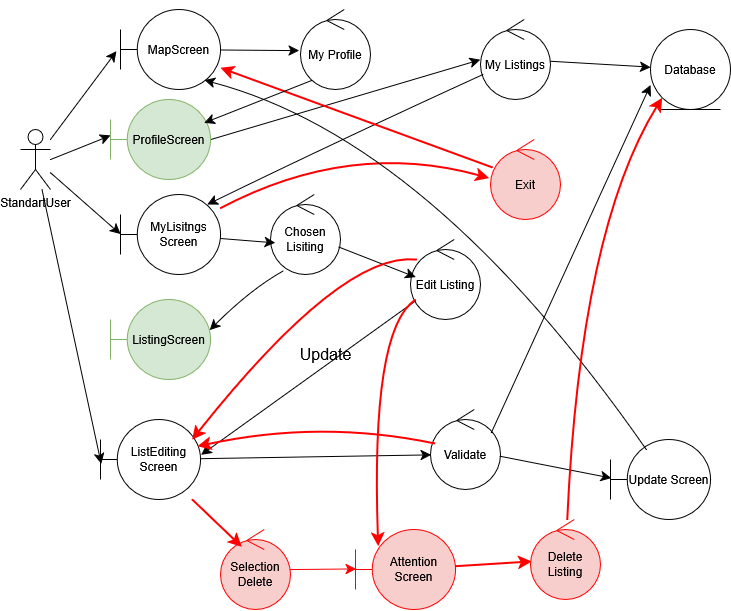 MapScreen
My Profile
My Listings
Database
ProfileScreen
Exit
StandartUser
MyLisitngs
Screen
Chosen
Lisiting
Edit Listing
ListingScreen
Update
ListEditing
Screen
Validate
Update Screen
Selection
Delete
Attention
Screen
Delete
Listing